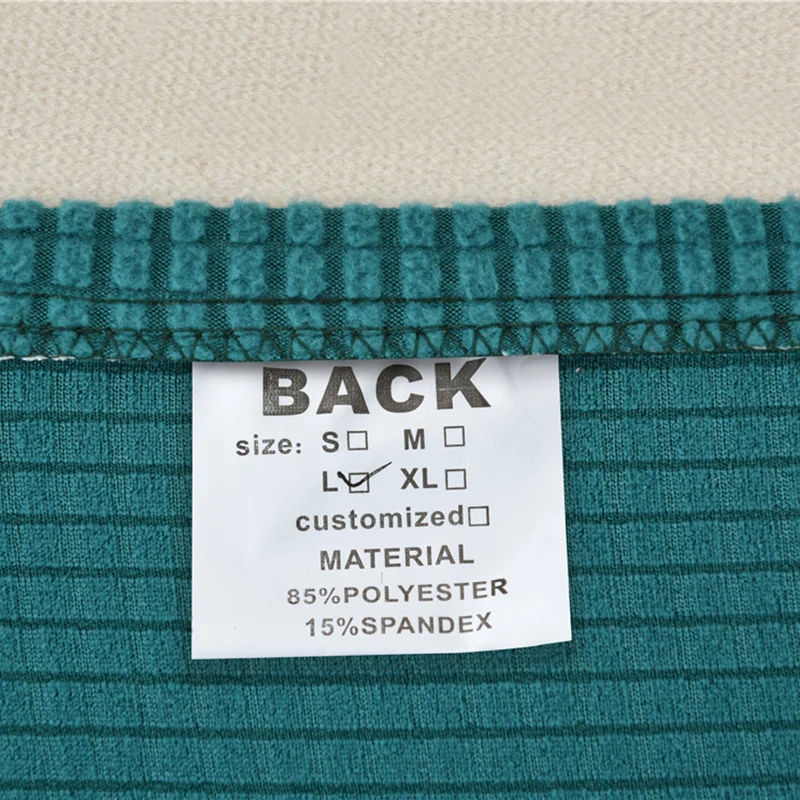 BACK
size: S☐ M ☐
L☑ XL☐
customized☐
MATERIAL
85%POLYESTER
15%SPANDEX